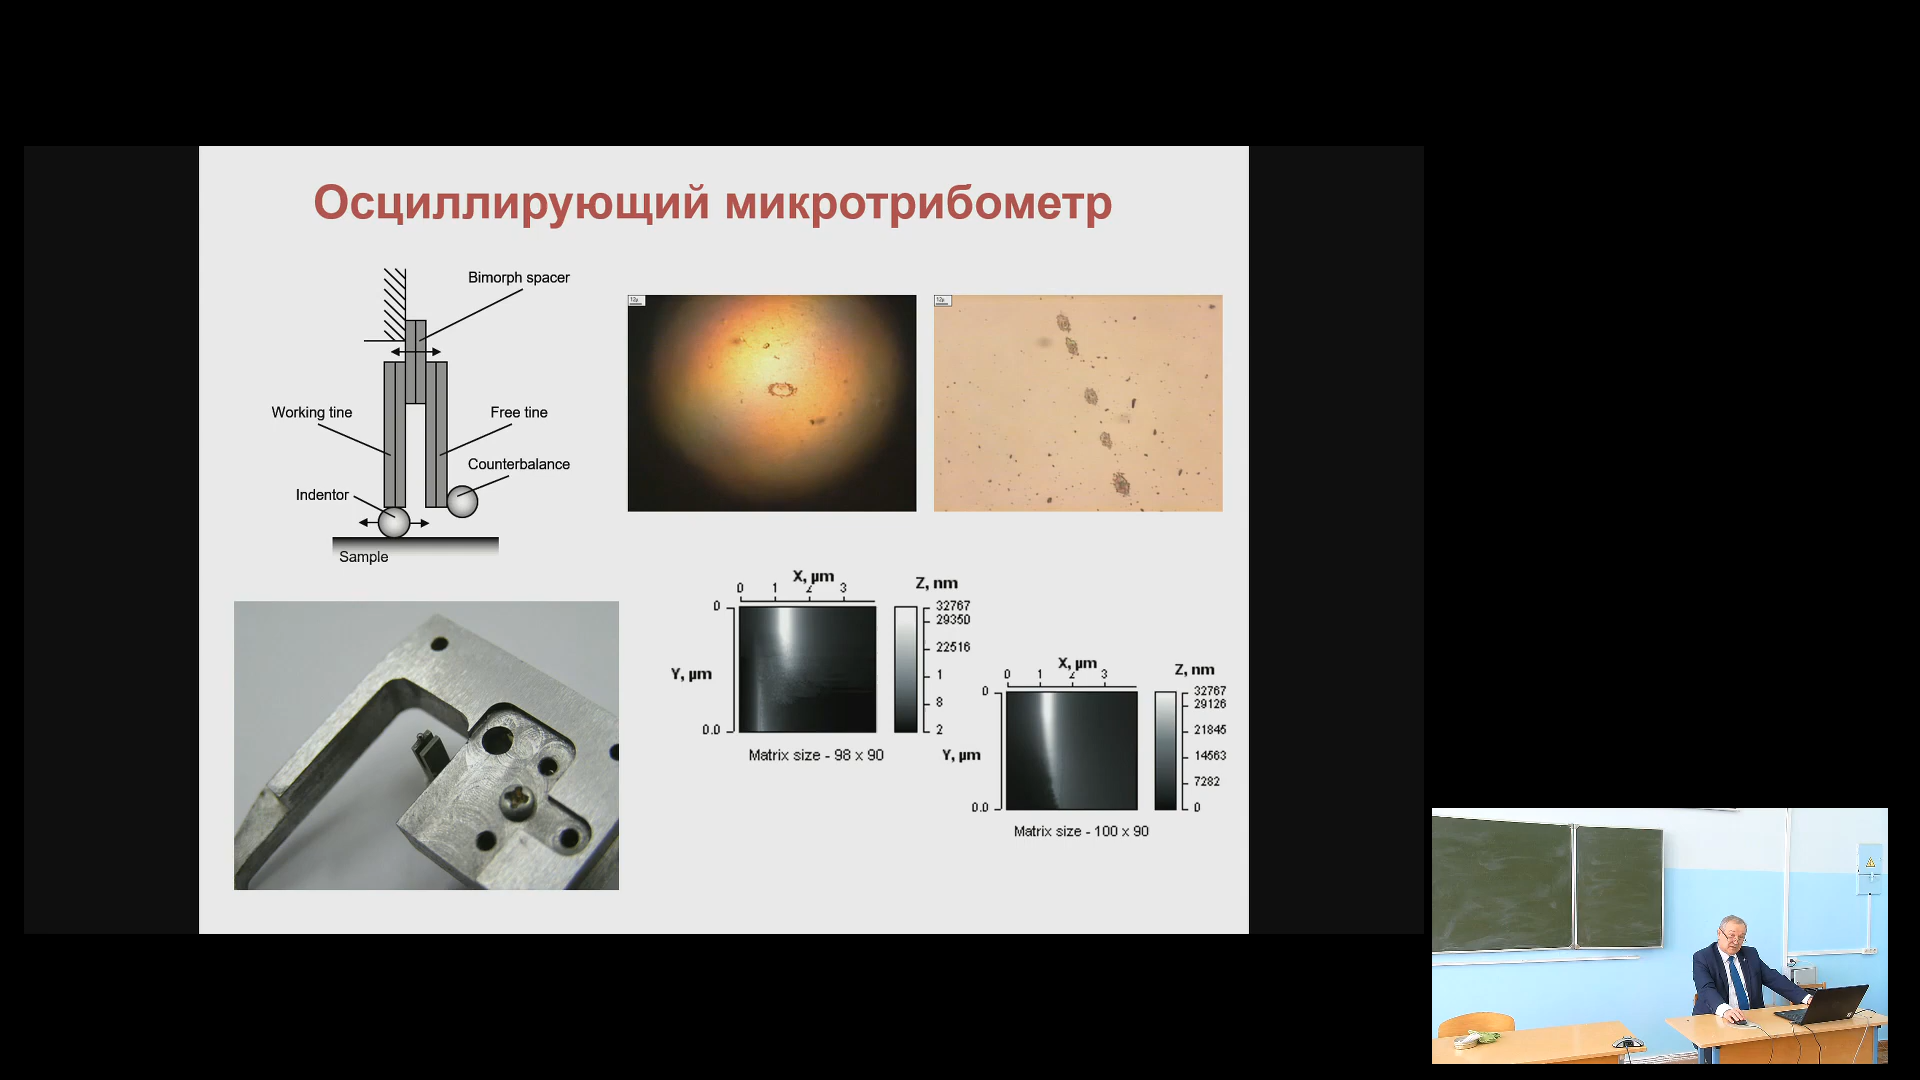 Осциллирующий микротрибометр
Bimorph spacer
Working tine
Free tine
Counterbalance
Indentor
Sample
X, µm
0 1 2 3
Z, nm
0
32767
29350
22516
1
8
2
Y, µm
0.0
Matrix size - 98 x 90
X, µm
0 1 2 3
Z, nm
0
32767
29126
21845
14563
7282
0
Y, µm
0.0
Matrix size - 100 x 90